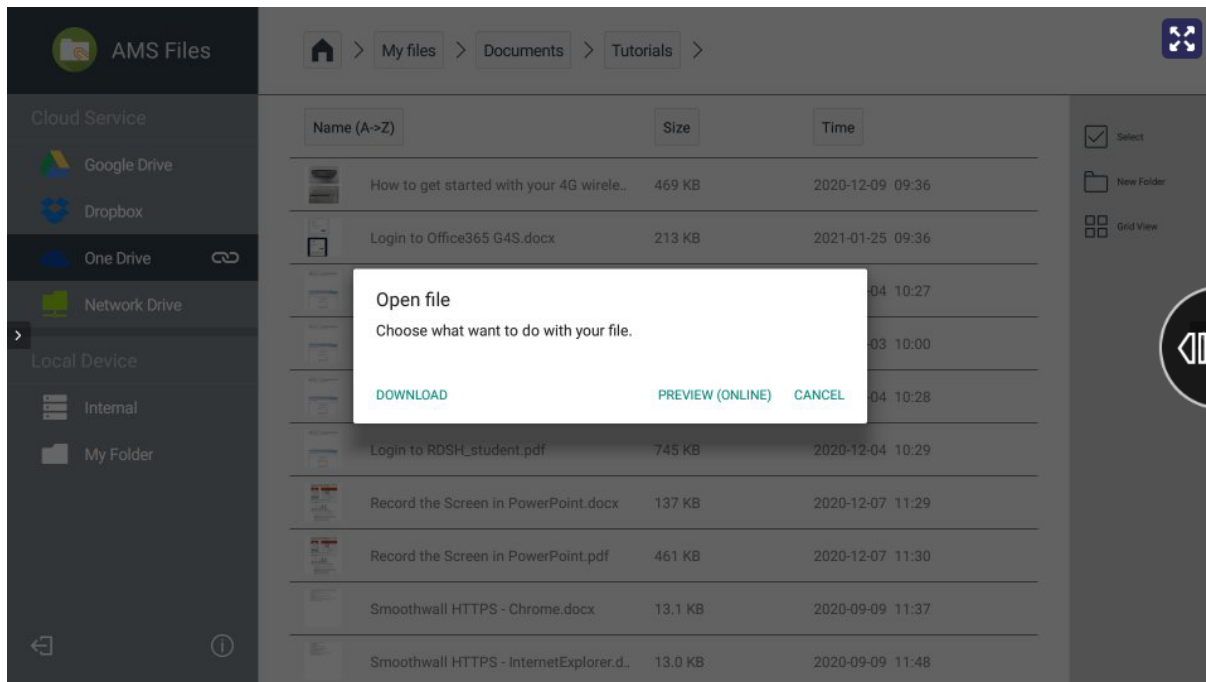 AMS Files
> My files > Documents > Tutorials >
Cloud Service
Google Drive
Dropbox
One Drive
Network Drive
>
Local Device
Internal
My Folder
Name (A->Z) Size Time
How to get started with your 4G wirele.. 469 KB 2020-12-09 09:36
Login to Office365 G4S.docx 213 KB 2021-01-25 09:36
-04 10:27
-03 10:00
-04 10:28
Login to RDSH_student.pdf 745 KB 2020-12-04 10:29
Record the Screen in PowerPoint.docx 137 KB 2020-12-07 11:29
Record the Screen in PowerPoint.pdf 461 KB 2020-12-07 11:30
Smoothwall HTTPS - Chrome.docx 13.1 KB 2020-09-09 11:37
Smoothwall HTTPS - InternetExplorer.d.. 13.0 KB 2020-09-09 11:48
Open file
Choose what want to do with your file.
DOWNLOAD PREVIEW (ONLINE) CANCEL
Select
New Folder
Grid View